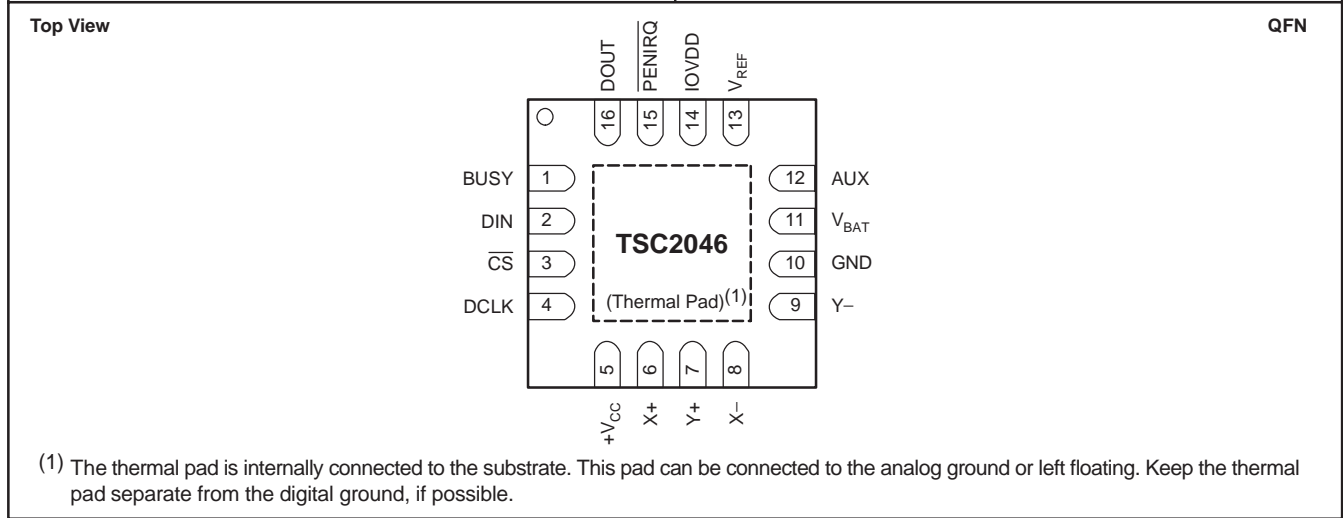 Top View
QFN
DOUT
PENIRQ
IOVDD
VREF
16
15
14
13
BUSY 1
DIN 2
CS 3
DCLK 4
12 AUX
11 VBAT
10 GND
9 Y−
TSC2046
(Thermal Pad)(1)
5
6
7
8
+VCC
X+
Y+
X−
(1) The thermal pad is internally connected to the substrate. This pad can be connected to the analog ground or left floating. Keep the thermal
pad separate from the digital ground, if possible.